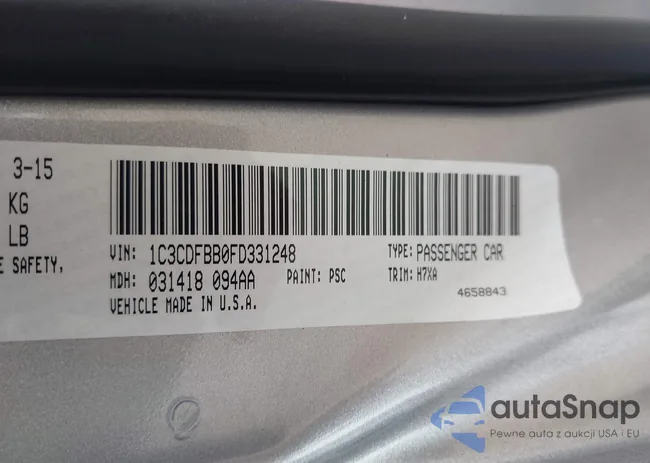 3-15
KG
LB
E SAFETY,
VIN: 1C3CDFBB0FD331248
TYPE: PASSENGER CAR
MDH: 031418 094AA
PAINT: PSC
TRIM: H7XA
VEHICLE MADE IN U.S.A.
4658843
autoSnap
Pewne auta z aukcji USA i EU